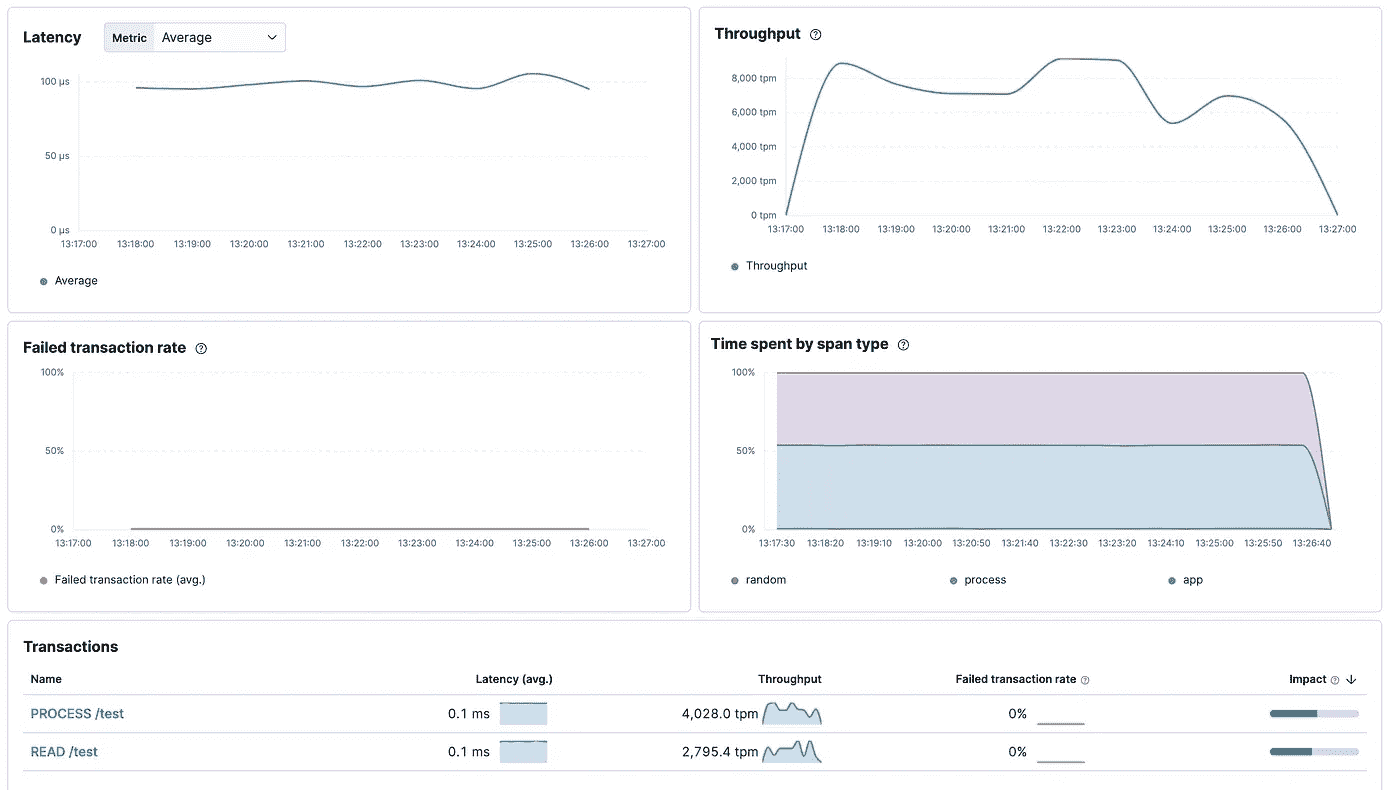 Latency
Metric Average
100 µs
50 µs
0 µs
13:17:00 13:18:00 13:19:00 13:20:00 13:21:00 13:22:00 13:23:00 13:24:00 13:25:00 13:26:00 13:27:00
Average
Throughput
8,000 tpm
6,000 tpm
4,000 tpm
2,000 tpm
0 tpm
13:17:00 13:18:00 13:19:00 13:20:00 13:21:00 13:22:00 13:23:00 13:24:00 13:25:00 13:26:00 13:27:00
Throughput
Failed transaction rate
100%
50%
0%
13:17:00 13:18:00 13:19:00 13:20:00 13:21:00 13:22:00 13:23:00 13:24:00 13:25:00 13:26:00 13:27:00
Failed transaction rate (avg.)
Time spent by span type
100%
50%
0%
13:17:30 13:18:20 13:19:10 13:20:00 13:20:50 13:21:40 13:22:30 13:23:20 13:24:10 13:25:00 13:25:50 13:26:40
random process app
Transactions
Name Latency (avg.) Throughput Failed transaction rate Impact
PROCESS /test 0.1 ms 4,028.0 tpm 0%
READ /test 0.1 ms 2,795.4 tpm 0%